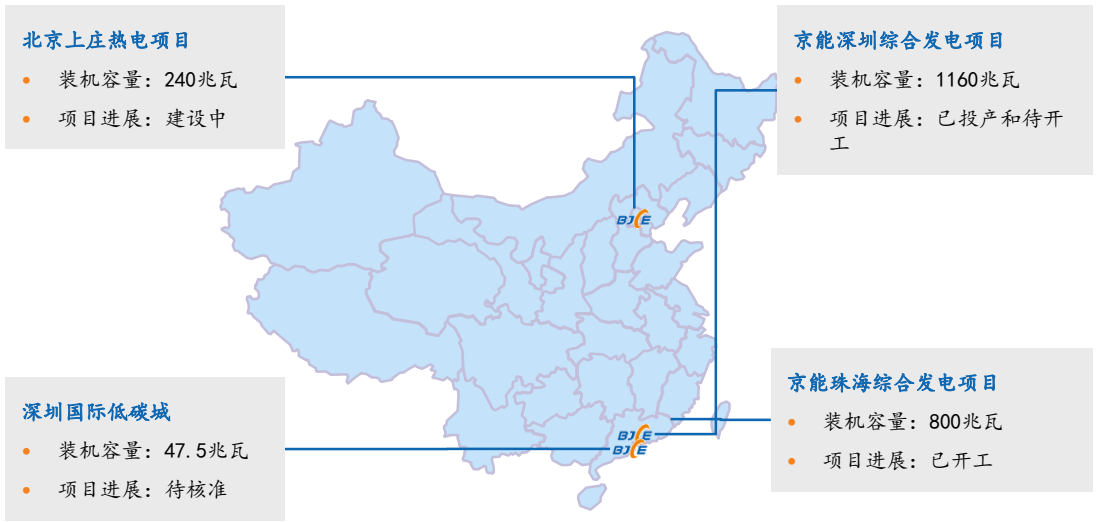 北京上庄热电项目
装机容量：240兆瓦
项目进展：建设中
京能深圳综合发电项目
装机容量：1160兆瓦
项目进展：已投产和待开
工
BJCE
深圳国际低碳城
装机容量：47.5兆瓦
项目进展：待核准
BJCE
BJCE
京能珠海综合发电项目
装机容量：800兆瓦
项目进展：已开工